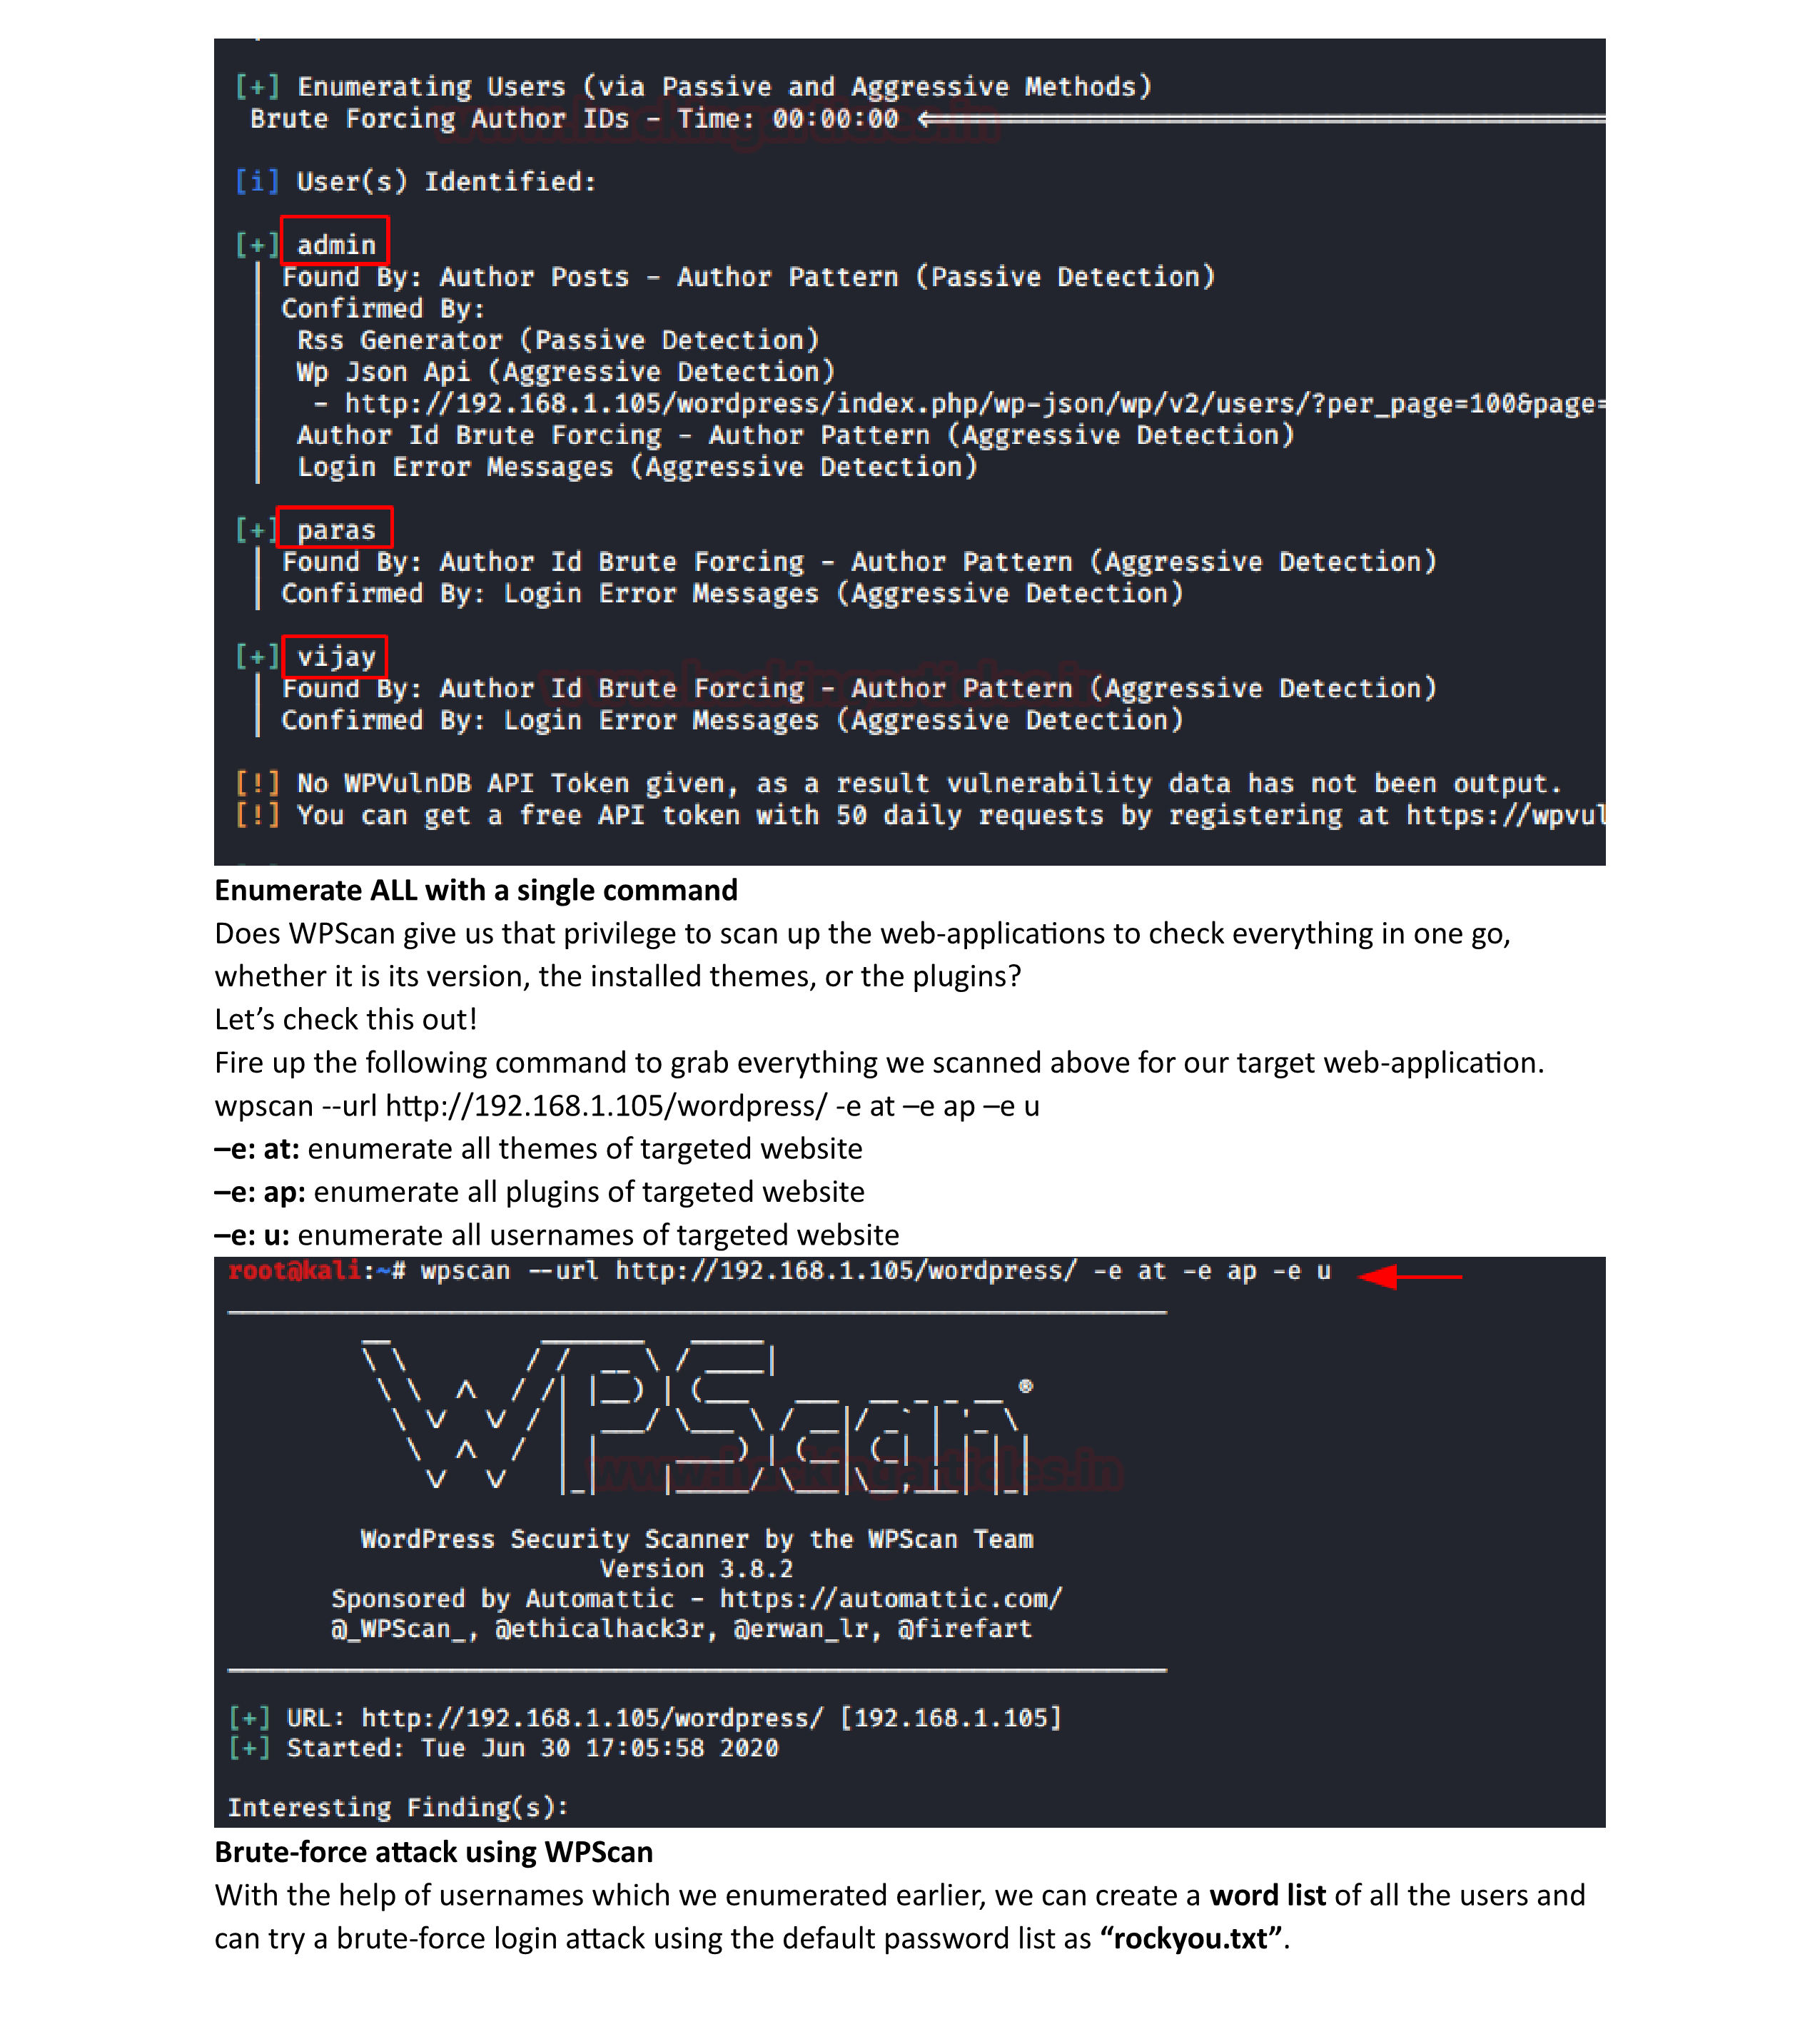 [+] Enumerating Users (via Passive and Aggressive Methods)
Brute Forcing Author IDs - Time: 00:00:00 <==
[i] User(s) Identified:
[+] admin
| Found By: Author Posts - Author Pattern (Passive Detection)
| Confirmed By:
|  Rss Generator (Passive Detection)
|  Wp Json Api (Aggressive Detection)
|   - http://192.168.1.105/wordpress/index.php/wp-json/wp/v2/users/?per_page=100&page=
|  Author Id Brute Forcing - Author Pattern (Aggressive Detection)
|  Login Error Messages (Aggressive Detection)
[+] paras
| Found By: Author Id Brute Forcing - Author Pattern (Aggressive Detection)
| Confirmed By: Login Error Messages (Aggressive Detection)
[+] vijay
| Found By: Author Id Brute Forcing - Author Pattern (Aggressive Detection)
| Confirmed By: Login Error Messages (Aggressive Detection)
[!] No WPVulnDB API Token given, as a result vulnerability data has not been output.
[!] You can get a free API token with 50 daily requests by registering at https://wpvul
Enumerate ALL with a single command
Does WPScan give us that privilege to scan up the web-applications to check everything in one go,
whether it is its version, the installed themes, or the plugins?
Let’s check this out!
Fire up the following command to grab everything we scanned above for our target web-application.
wpscan --url http://192.168.1.105/wordpress/ -e at –e ap –e u
–e: at: enumerate all themes of targeted website
–e: ap: enumerate all plugins of targeted website
–e: u: enumerate all usernames of targeted website
root@kali:~# wpscan --url http://192.168.1.105/wordpress/ -e at -e ap -e u
WPScan ®
www.hackingarticles.in
WordPress Security Scanner by the WPScan Team
Version 3.8.2
Sponsored by Automattic - https://automattic.com/
@_WPScan_, @ethicalhack3r, @erwan_lr, @firefart
[+] URL: http://192.168.1.105/wordpress/ [192.168.1.105]
[+] Started: Tue Jun 30 17:05:58 2020
Interesting Finding(s):
Brute-force attack using WPScan
With the help of usernames which we enumerated earlier, we can create a word list of all the users and
can try a brute-force login attack using the default password list as “rockyou.txt”.